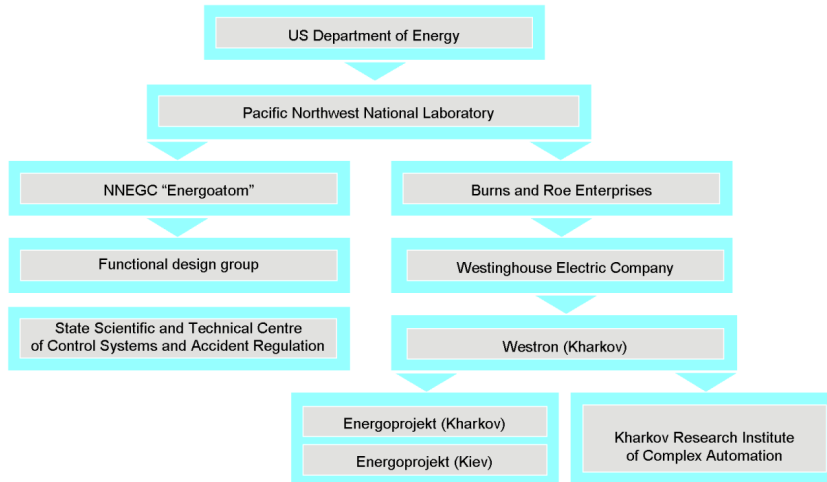 US Department of Energy
Pacific Northwest National Laboratory
NNEGC “Energoatom”
Burns and Roe Enterprises
Functional design group
Westinghouse Electric Company
State Scientific and Technical Centre
of Control Systems and Accident Regulation
Westron (Kharkov)
Energoprojekt (Kharkov)
Energoprojekt (Kiev)
Kharkov Research Institute
of Complex Automation